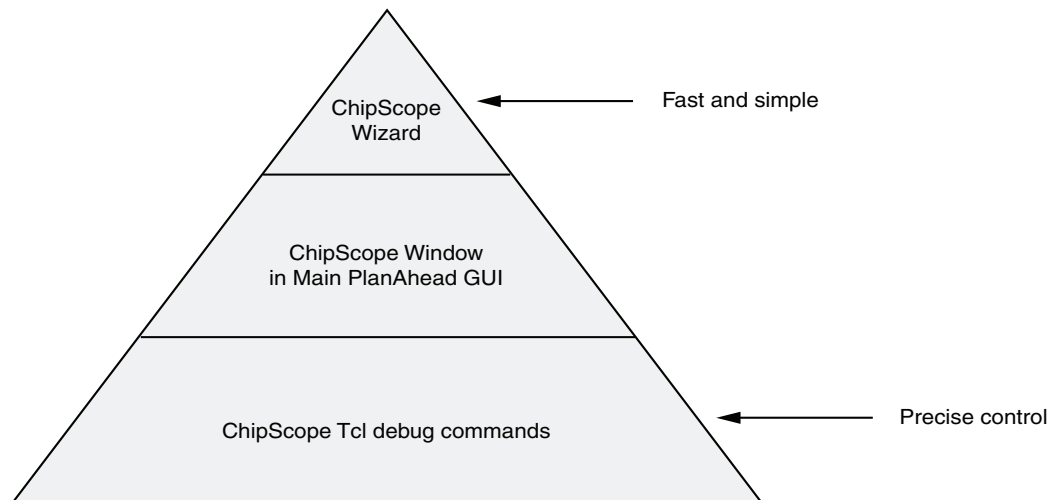 ChipScope
Wizard
Fast and simple
ChipScope Window
in Main PlanAhead GUI
ChipScope Tcl debug commands
Precise control